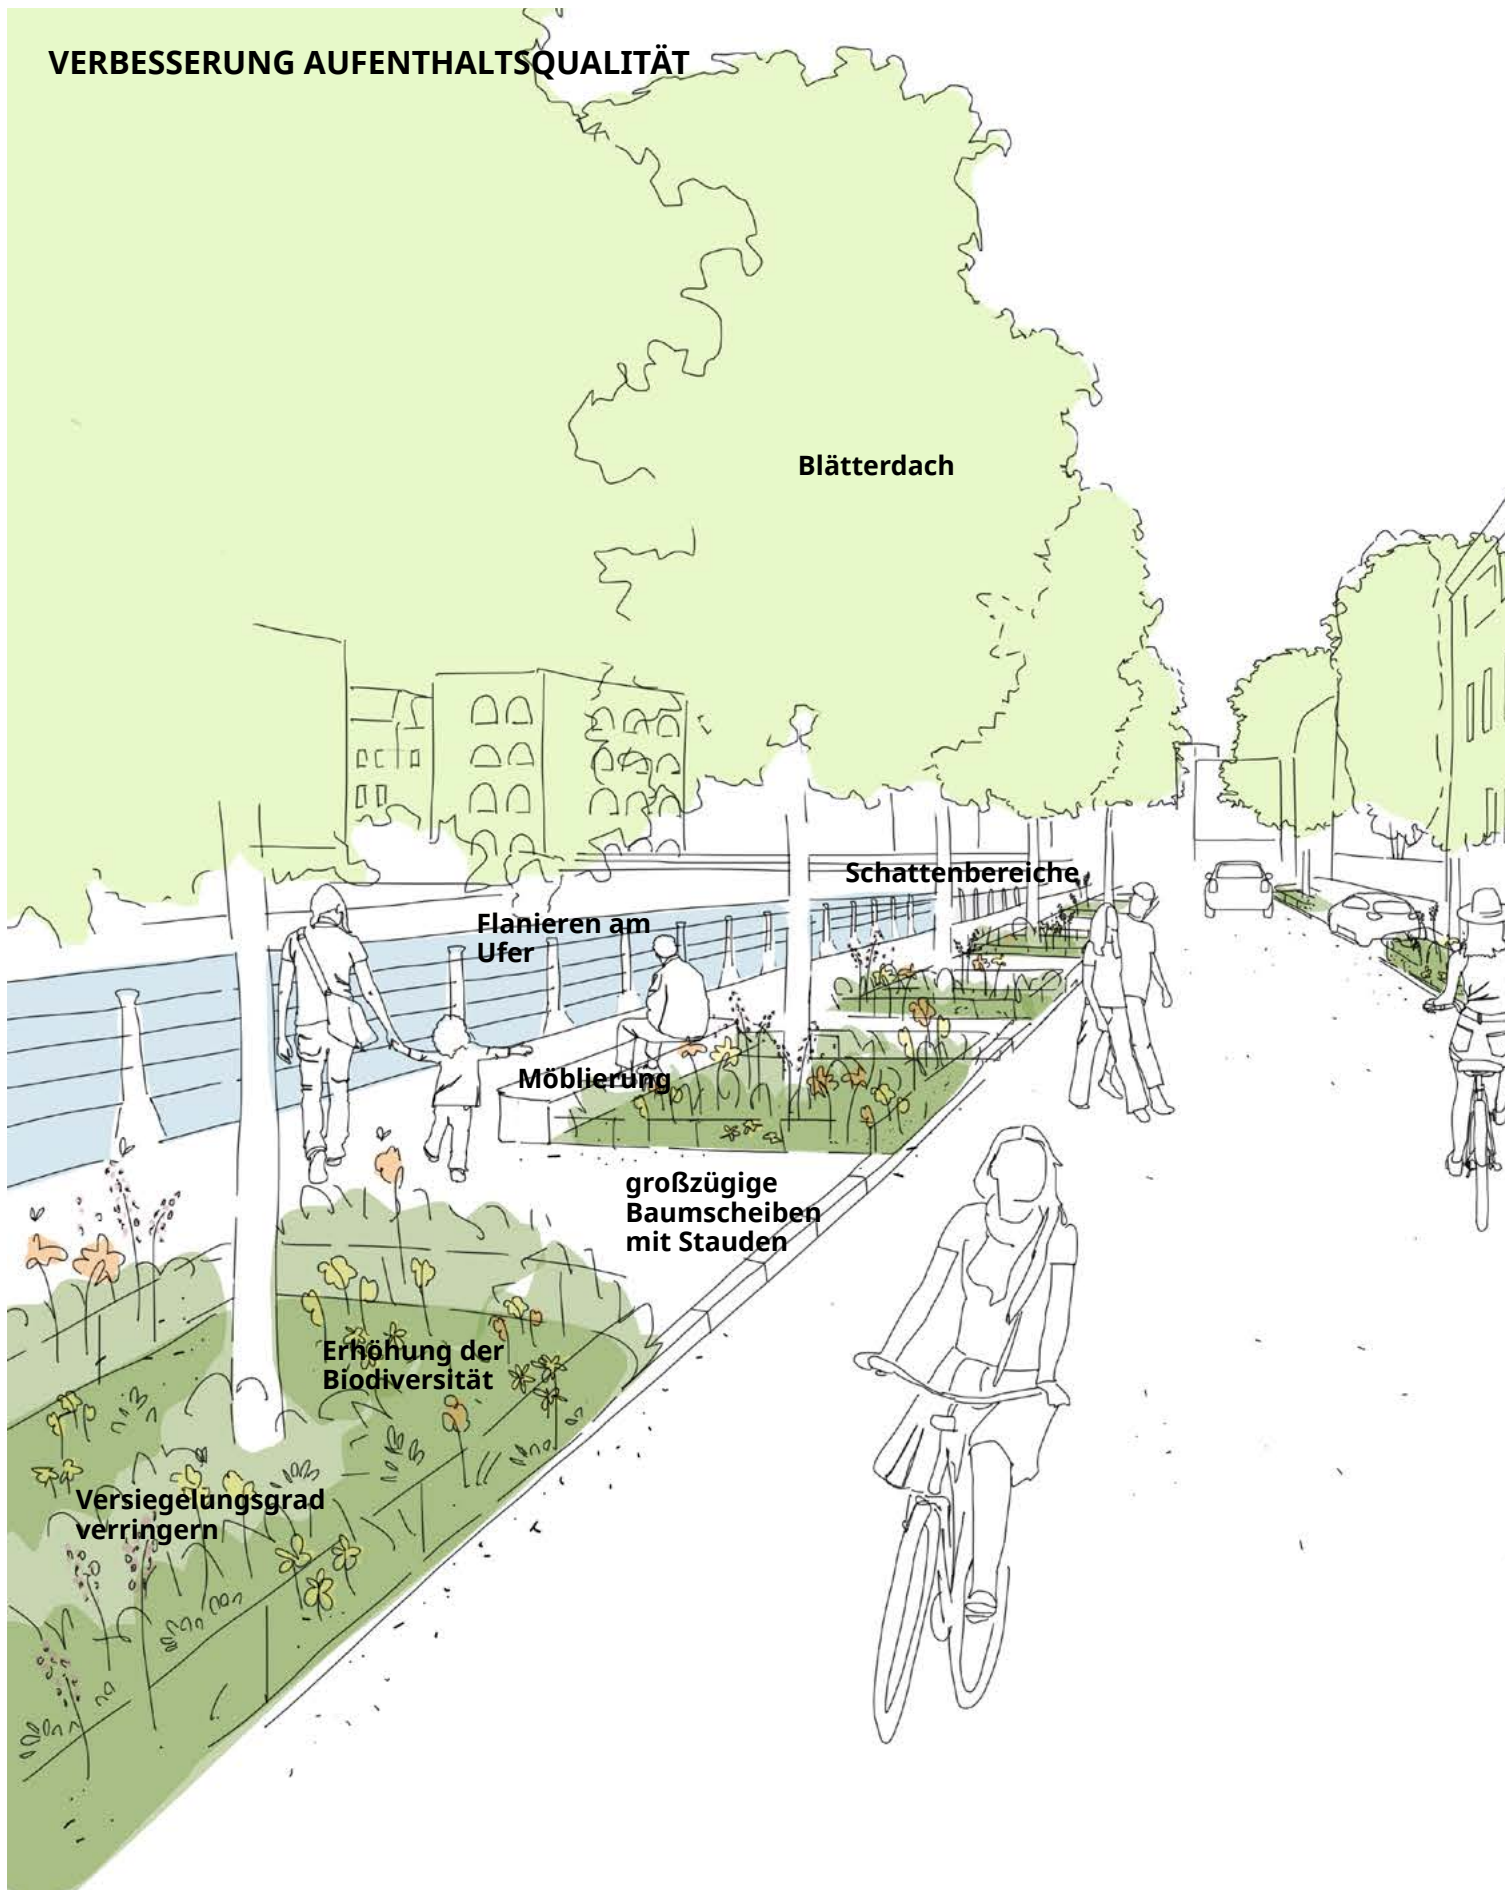 VERBESSERUNG AUFENTHALTSQUALITÄT
Blätterdach
Schattenbereiche
Flanieren am
Ufer
Möblierung
großzügige
Baumscheiben
mit Stauden
Erhöhung der
Biodiversität
Versiegelungsgrad
verringern